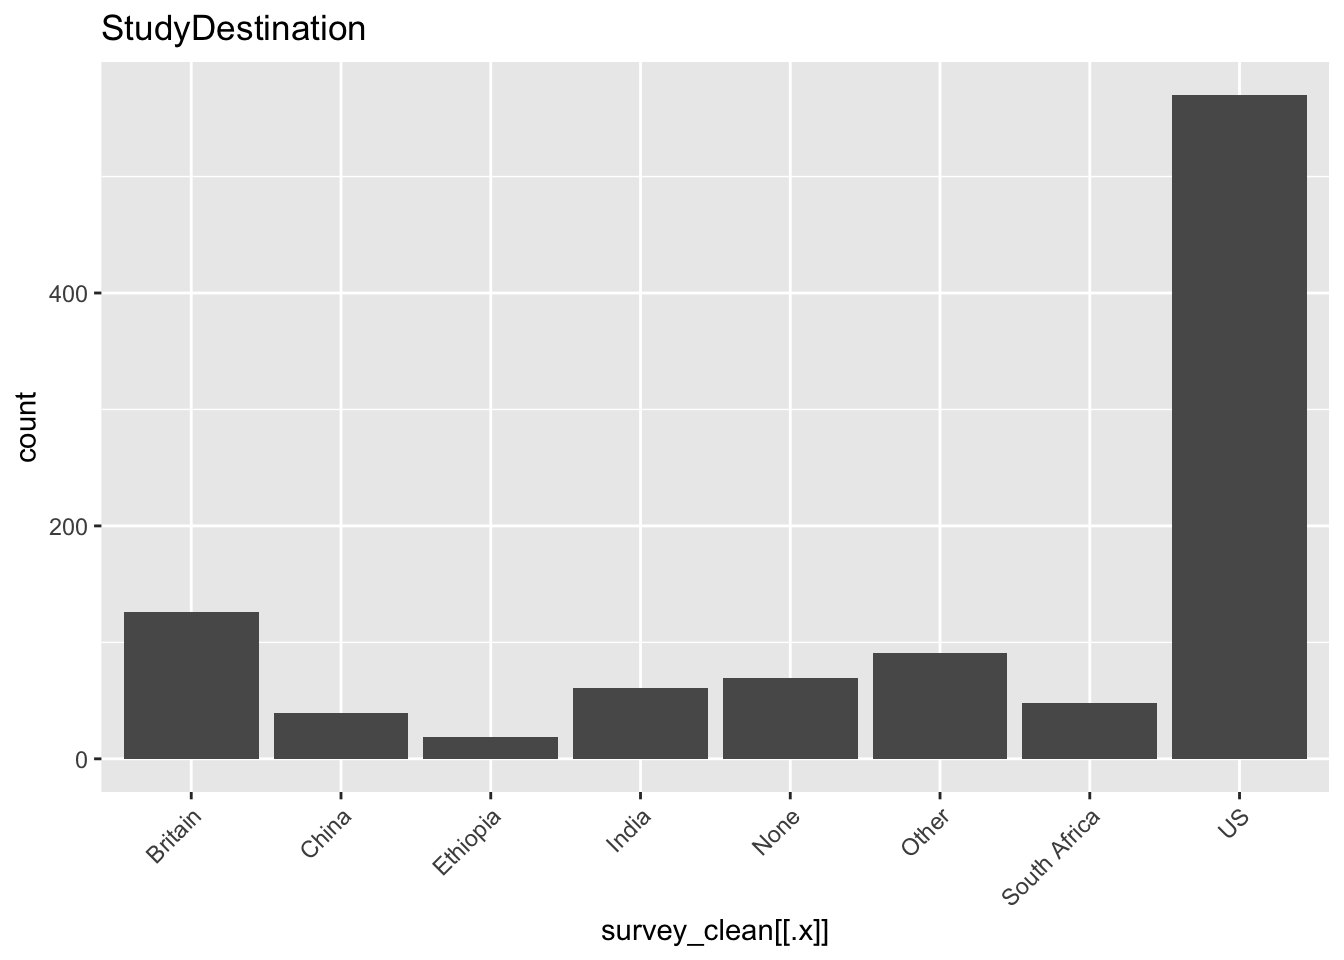 StudyDestination
count
400
200
0
Britain
China
Ethiopia
India
None
Other
South Africa
US
survey_clean[[.x]]